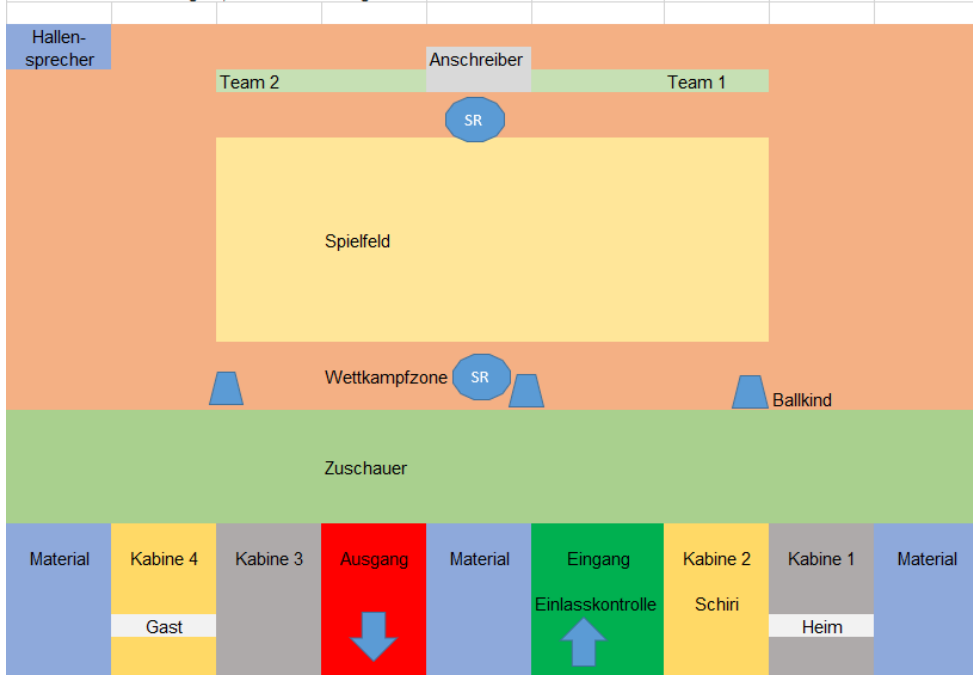 Hallen-
sprecher
Anschreiber
Team 2
Team 1
SR
Spielfeld
Wettkampfzone
SR
Ballkind
Zuschauer
Material
Kabine 4
Kabine 3
Ausgang
Material
Eingang
Kabine 2
Kabine 1
Material
Einlasskontrolle
Schiri
Gast
Heim